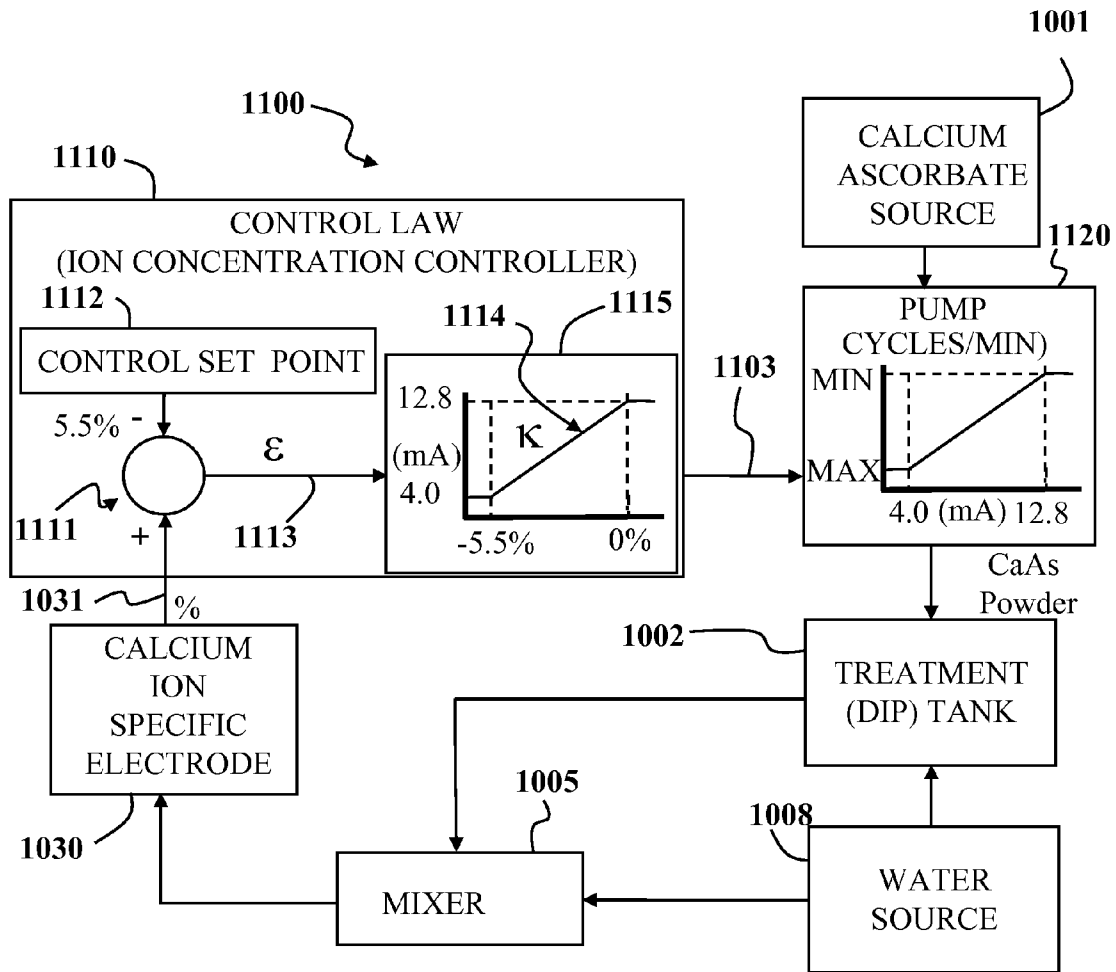 1001
1100
1110
CALCIUM
ASCORBATE
SOURCE
CONTROL LAW
(ION CONCENTRATION CONTROLLER)
1120
1112
1114
1115
PUMP
CYCLES/MIN)
CONTROL SET POINT
1103
MIN
12.8
5.5% -
ε
κ
(mA)
MAX
4.0
1111
+
1113
-5.5%
0%
4.0 (mA) 12.8
CaAs
Powder
1031
%
1002
CALCIUM
ION
SPECIFIC
ELECTRODE
TREATMENT
(DIP) TANK
1005
1008
1030
MIXER
WATER
SOURCE